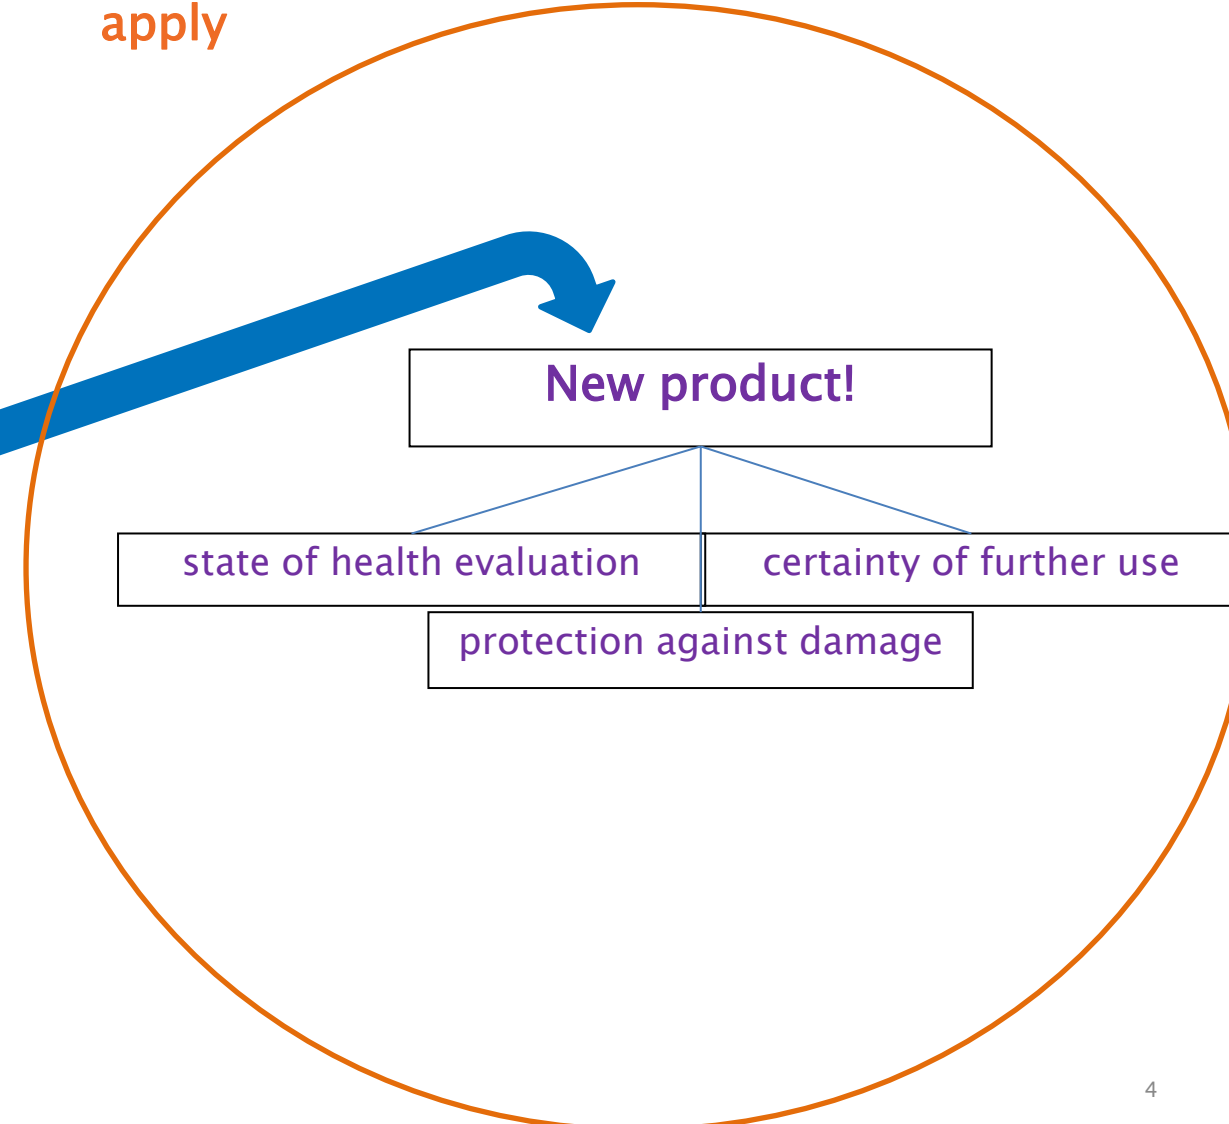 apply
New product!
state of health evaluation
certainty of further use
protection against damage
4